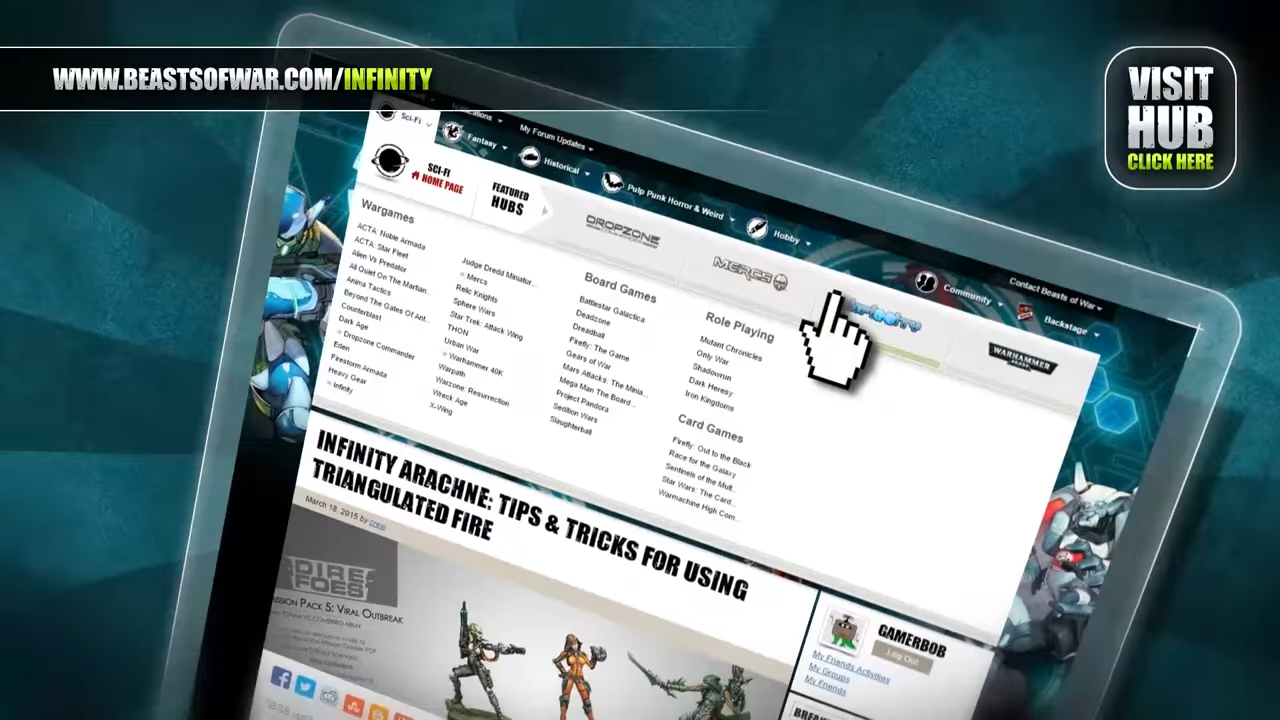 WWW.BEASTSOFWAR.COM/INFINITY
VISIT
HUB
CLICK HERE
Notifications
My Forum Updates
Sci-Fi
Fantasy
Historical
Pulp Punk Horror & Weird
Hobby
Community
Contact Beasts of War
Backstage
SCI-FI
HOME PAGE
FEATURED
HUBS
DROPZONE
MERCS
WARHAMMER
Wargames
ACTA: Noble Armada
ACTA: Star Fleet
Alien Vs Predator
All Quiet On The Martian...
Anima Tactics
Beyond The Gates Of Ant...
Counterblast
Dark Age
Dropzone Commander
Eden
Firestorm Armada
Heavy Gear
Infinity
Judge Dredd Miniatur...
Mercs
Relic Knights
Sphere Wars
Star Trek: Attack Wing
THON
Urban War
Warhammer 40K
Warpath
Warzone: Resurrection
Wreck Age
X-Wing
Board Games
Battlestar Galactica
Deadzone
Dreadball
Firefly: The Game
Gears of War
Mars Attacks: The Minia...
Mega Man The Board...
Project Pandora
Sedition Wars
Slaughterball
Role Playing
Mutant Chronicles
Only War
Shadowrun
Dark Heresy
Iron Kingdoms
Card Games
Firefly: Out to the Black
Race for the Galaxy
Sentinels of the Mult...
Star Wars: The Card...
Warmachine High Com...
INFINITY ARACHNE: TIPS & TRICKS FOR USING
TRIANGULATED FIRE
March 18, 2015 by crew
DIRE
FOES
MISSION PACK 5: VIRAL OUTBREAK
GAMERBOB
Log Out
My Friends Activities
My Groups
My Friends